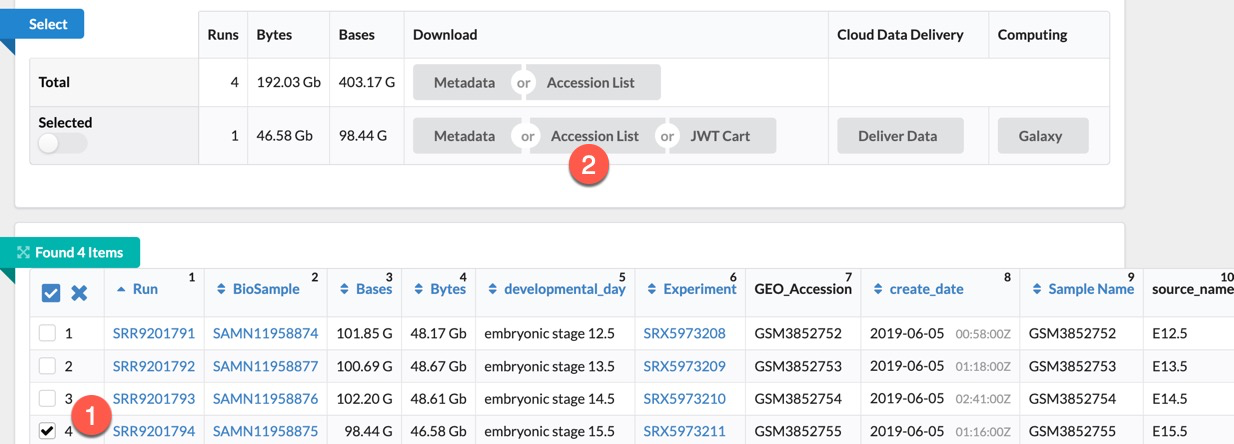 Select
Runs Bytes Bases Download Cloud Data Delivery Computing
Total 4 192.03 Gb 403.17 G Metadata or Accession List
Selected 1 46.58 Gb 98.44 G Metadata or Accession List or JWT Cart Deliver Data Galaxy
2
Found 4 Items
1 2 3 4 5 6 7 8 9 10
Run BioSample Bases Bytes developmental_day Experiment GEO_Accession create_date Sample Name source_name
1 SRR9201791 SAMN11958874 101.85 G 48.17 Gb embryonic stage 12.5 SRX5973208 GSM3852752 2019-06-05 00:58:00Z GSM3852752 E12.5
2 SRR9201792 SAMN11958877 100.69 G 48.67 Gb embryonic stage 13.5 SRX5973209 GSM3852753 2019-06-05 01:18:00Z GSM3852753 E13.5
3 SRR9201793 SAMN11958876 102.20 G 48.61 Gb embryonic stage 14.5 SRX5973210 GSM3852754 2019-06-05 02:41:00Z GSM3852754 E14.5
1
4 SRR9201794 SAMN11958875 98.44 G 46.58 Gb embryonic stage 15.5 SRX5973211 GSM3852755 2019-06-05 01:16:00Z GSM3852755 E15.5